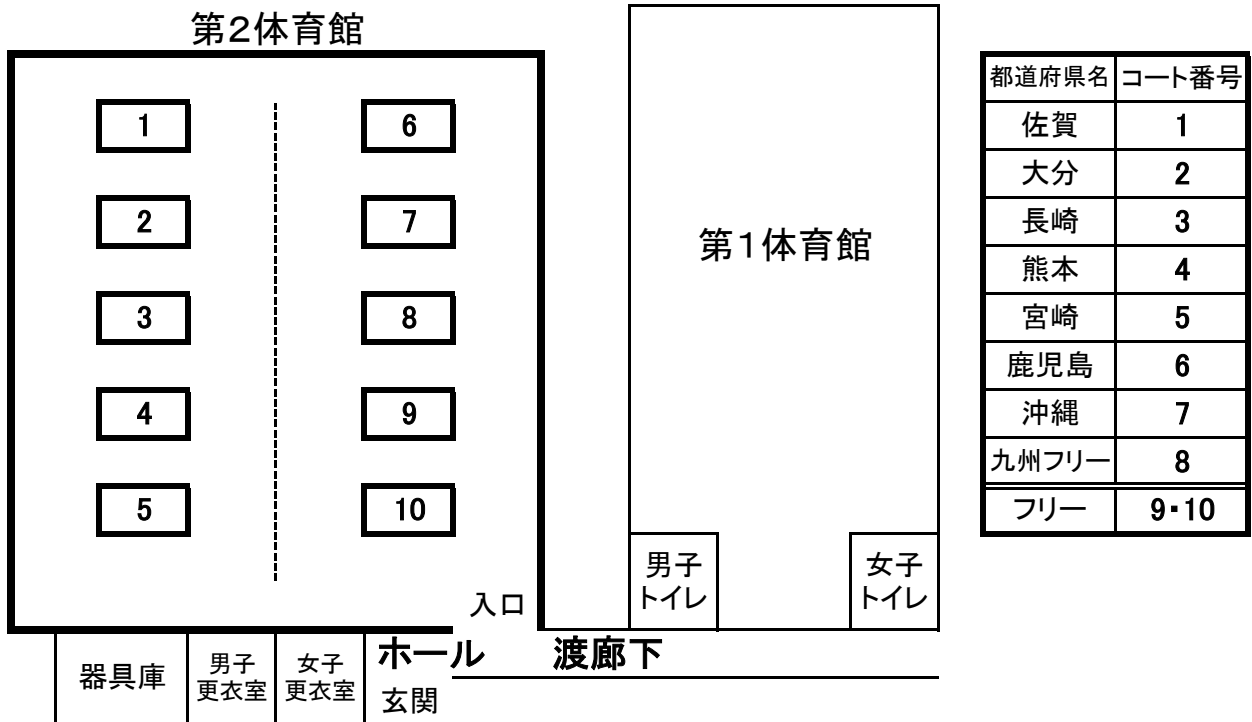 第2体育館
1
6
2
7
3
8
4
9
5
10
入口
器具庫
男子
更衣室
女子
更衣室
ホール
玄関
渡廊下
第1体育館
男子
トイレ
女子
トイレ
都道府県名 コート番号
佐賀 1
大分 2
長崎 3
熊本 4
宮崎 5
鹿児島 6
沖縄 7
九州フリー 8
フリー 9・10